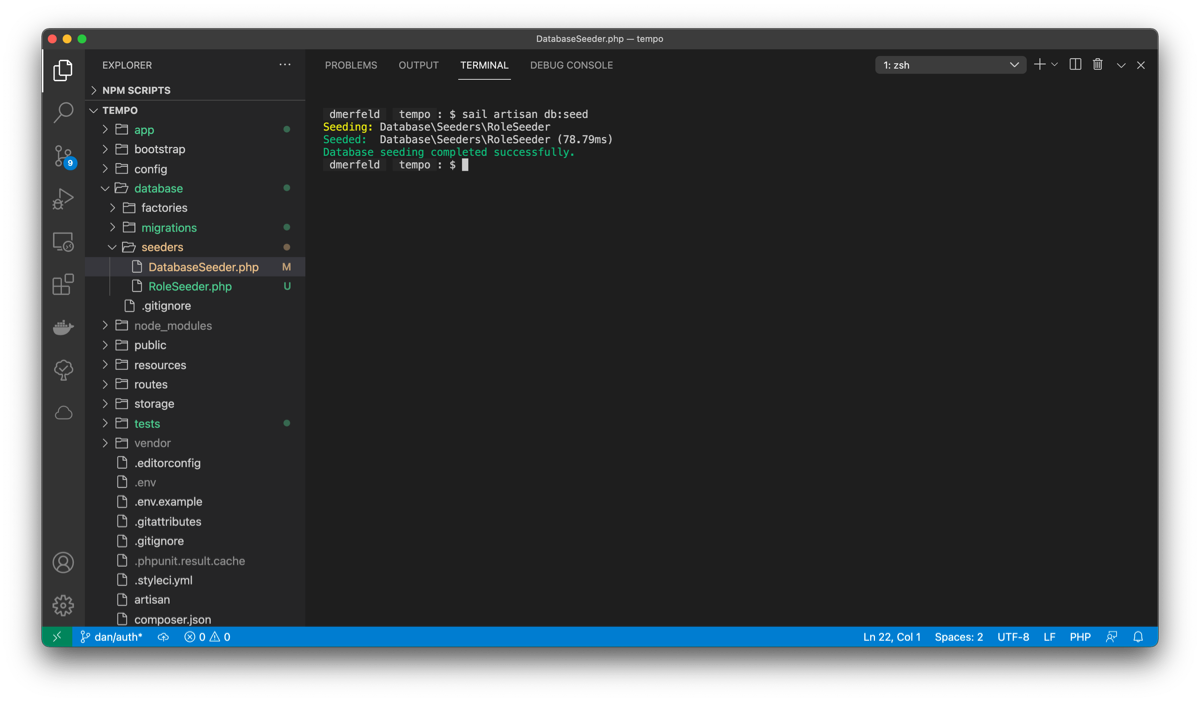 DatabaseSeeder.php — tempo
EXPLORER
NPM SCRIPTS
TEMPO
app
bootstrap
config
database
factories
migrations
seeders
DatabaseSeeder.php M
RoleSeeder.php U
.gitignore
node_modules
public
resources
routes
storage
tests
vendor
.editorconfig
.env
.env.example
.gitattributes
.gitignore
.phpunit.result.cache
.styleci.yml
artisan
composer.json
9
PROBLEMS OUTPUT TERMINAL DEBUG CONSOLE 1: zsh
dmerfeld tempo : $ sail artisan db:seed
Seeding: Database\Seeders\RoleSeeder
Seeded: Database\Seeders\RoleSeeder (78.79ms)
Database seeding completed successfully.
dmerfeld tempo : $
dan/auth* 0 0 Ln 22, Col 1 Spaces: 2 UTF-8 LF PHP